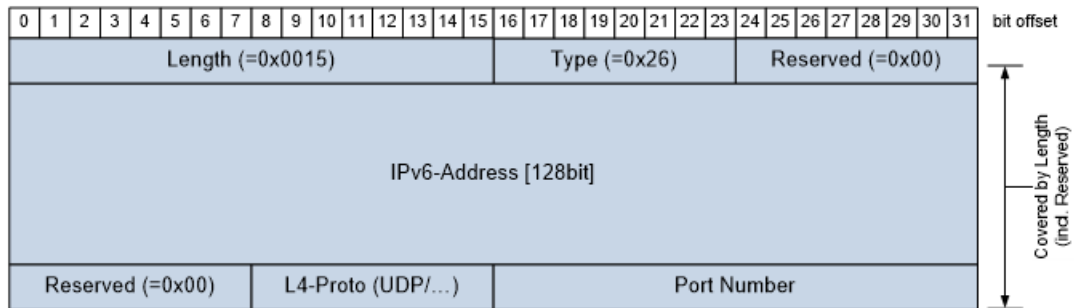 0 1 2 3 4 5 6 7 8 9 10 11 12 13 14 15 16 17 18 19 20 21 22 23 24 25 26 27 28 29 30 31 bit offset
Length (=0x0015) Type (=0x26) Reserved (=0x00)
IPv6-Address [128bit]
Reserved (=0x00) L4-Proto (UDP/...) Port Number
Covered by Length
(incl. Reserved)